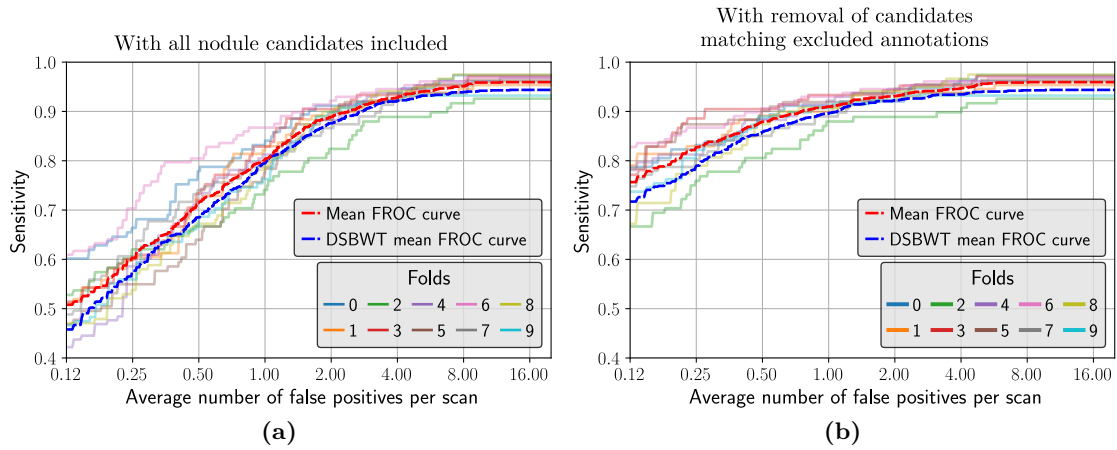 With all nodule candidates included
1.0
0.9
0.8
0.7
0.6
0.5
0.4
Sensitivity
Mean FROC curve
DSBWT mean FROC curve
Folds
0 2 4 6 8
1 3 5 7 9
0.12 0.25 0.50 1.00 2.00 4.00 8.00 16.00
Average number of false positives per scan
(a)
With removal of candidates
matching excluded annotations
1.0
0.9
0.8
0.7
0.6
0.5
0.4
Sensitivity
Mean FROC curve
DSBWT mean FROC curve
Folds
0 2 4 6 8
1 3 5 7 9
0.12 0.25 0.50 1.00 2.00 4.00 8.00 16.00
Average number of false positives per scan
(b)